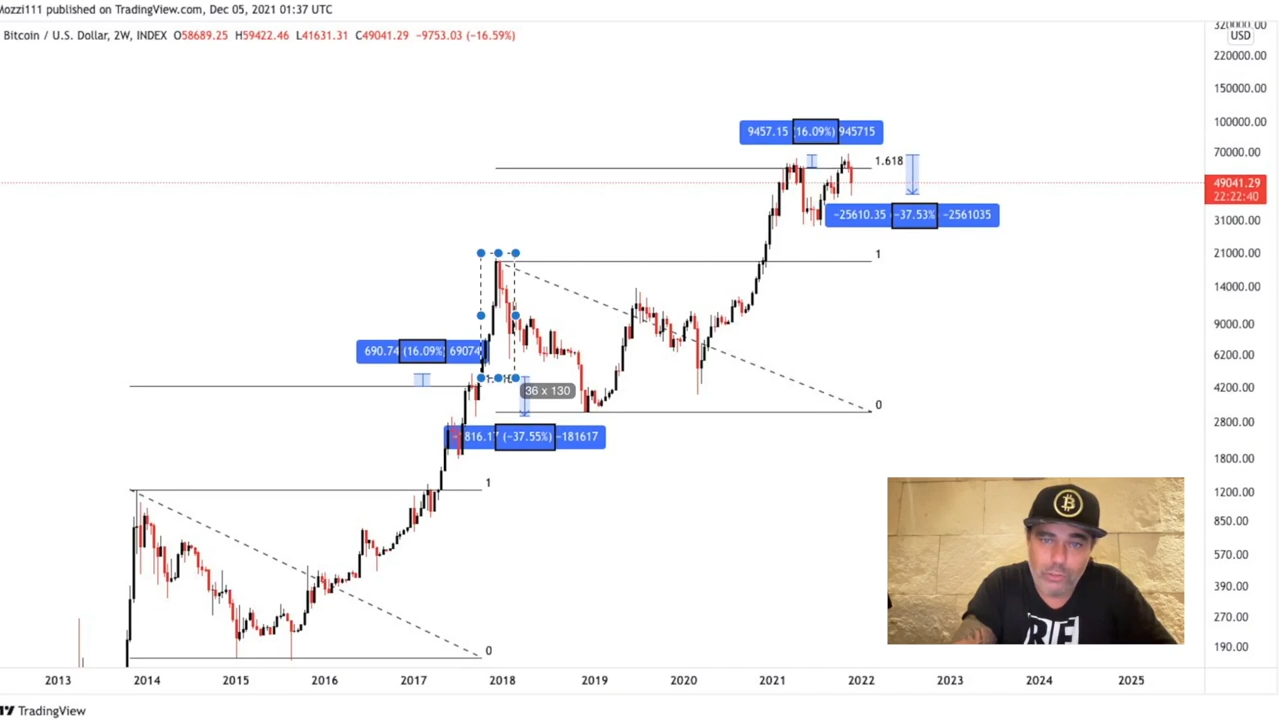 Mozzi111 published on TradingView.com, Dec 05, 2021 01:37 UTC
Bitcoin / U.S. Dollar, 2W, INDEX O58689.25 H59422.46 L41631.31 C49041.29 -9753.03 (-16.59%)
320000.00
USD
220000.00
150000.00
100000.00
9457.15 (16.09%) 945715
70000.00
1.618
49041.29
22:22:40
-25610.35 -37.53% -2561035
31000.00
1
21000.00
14000.00
9000.00
690.74 (16.09%) 69074
6200.00
4200.00
36 x 130
0
2800.00
-1816.17 (-37.55%) -181617
1800.00
1
1200.00
850.00
570.00
390.00
270.00
0
190.00
2013 2014 2015 2016 2017 2018 2019 2020 2021 2022 2023 2024 2025
TradingView